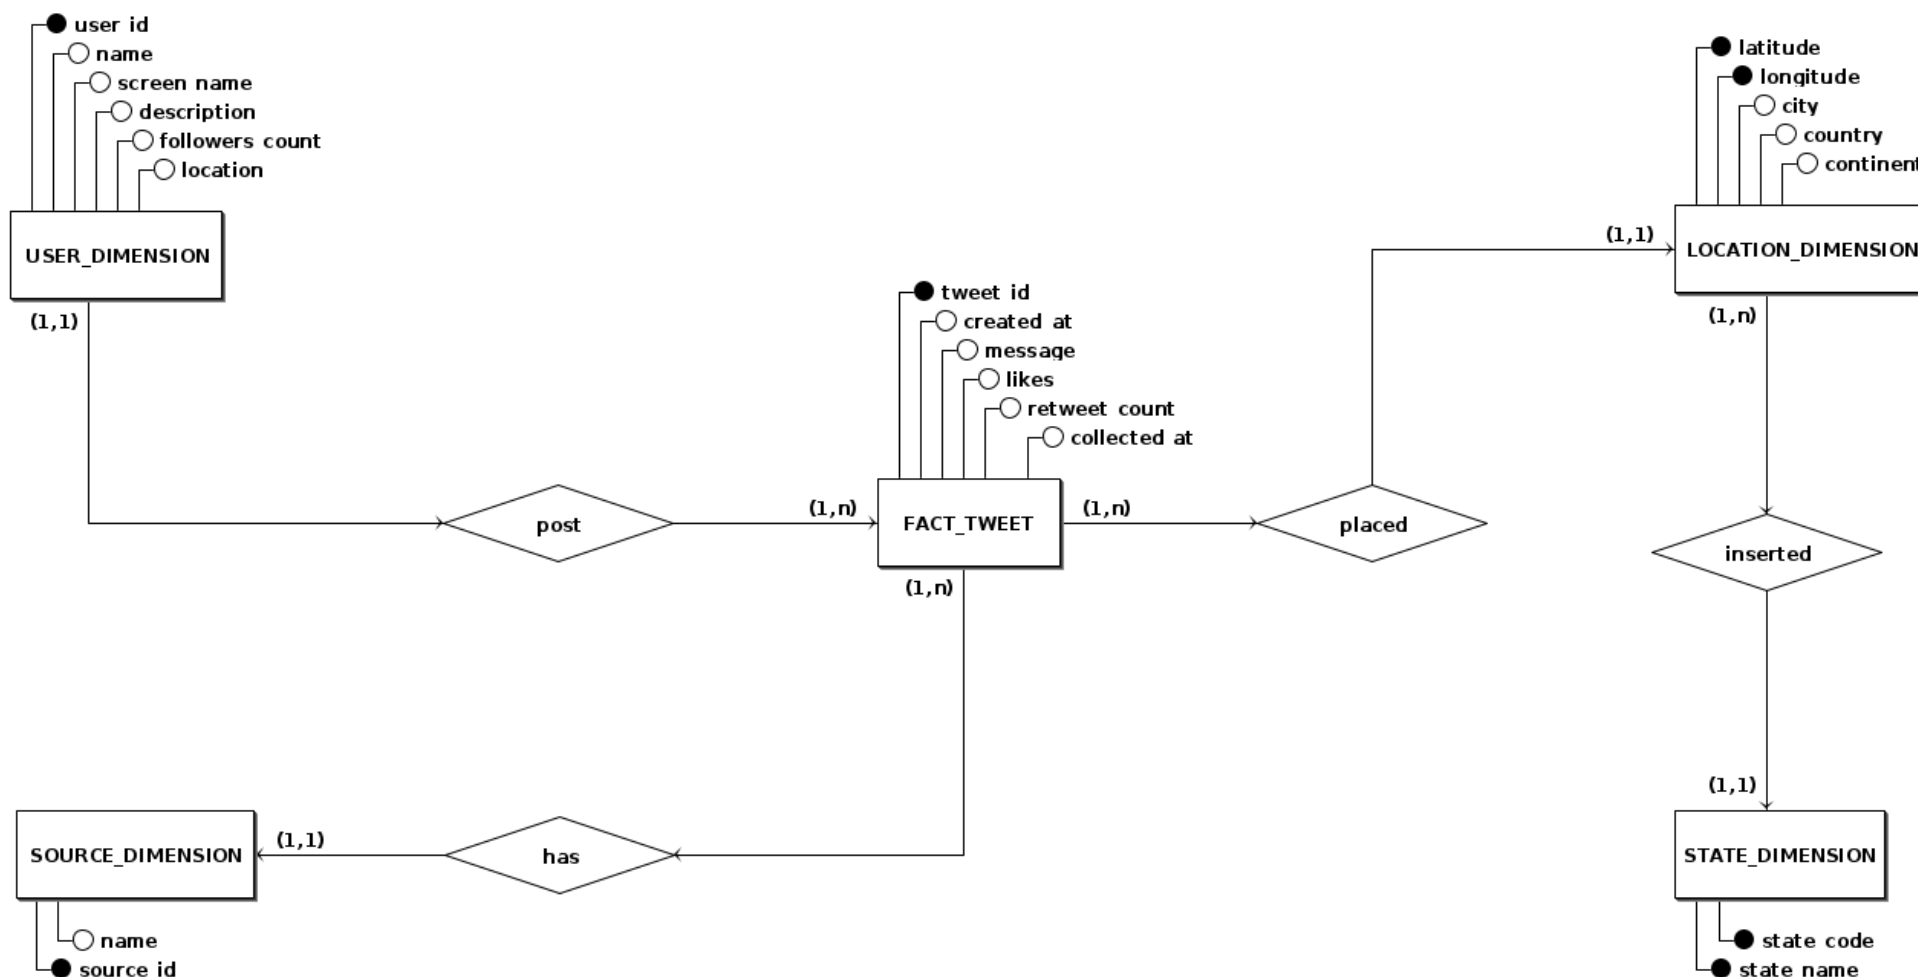 user id
name
screen name
description
followers count
location
USER_DIMENSION
(1,1)
latitude
longitude
city
country
continent
(1,1)
LOCATION_DIMENSION
(1,n)
tweet id
created at
message
likes
retweet count
collected at
post
(1,n)
FACT_TWEET
(1,n)
placed
(1,n)
inserted
(1,1)
SOURCE_DIMENSION
(1,1)
has
STATE_DIMENSION
name
source id
state code
state name